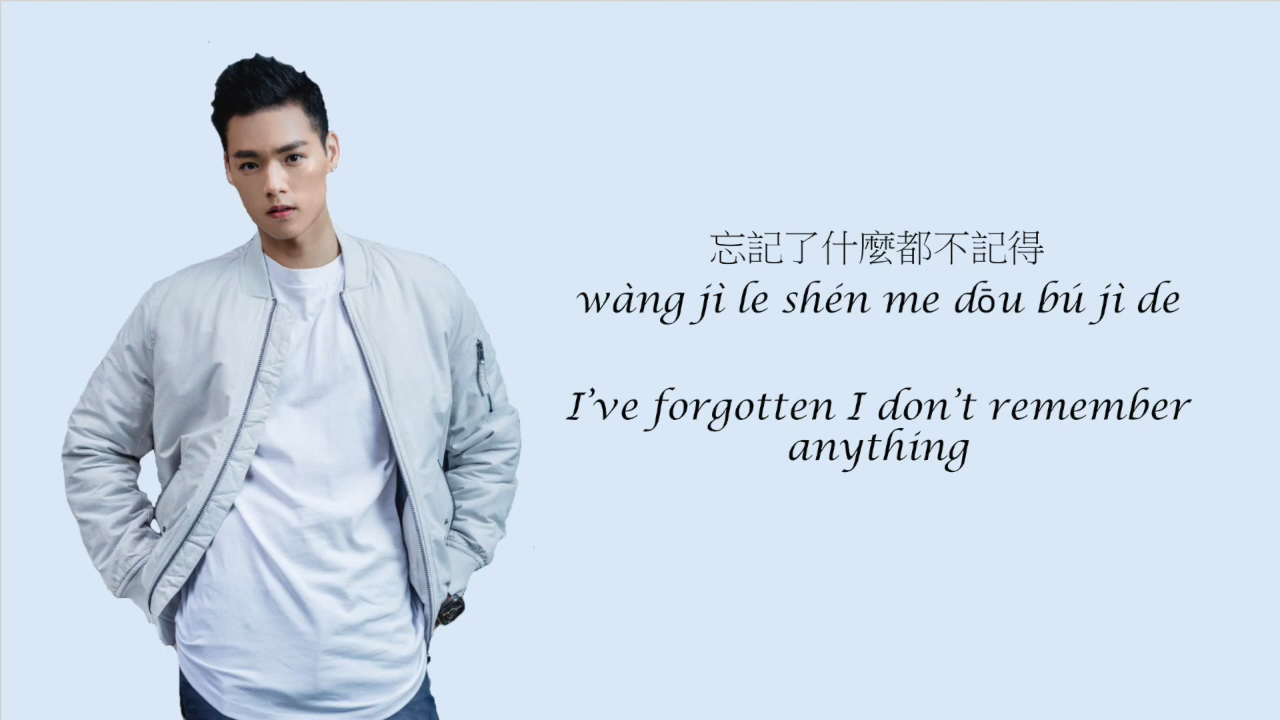 忘記了什麼都不記得
wàng jì le shén me dōu bú jì de
I've forgotten I don't remember
anything